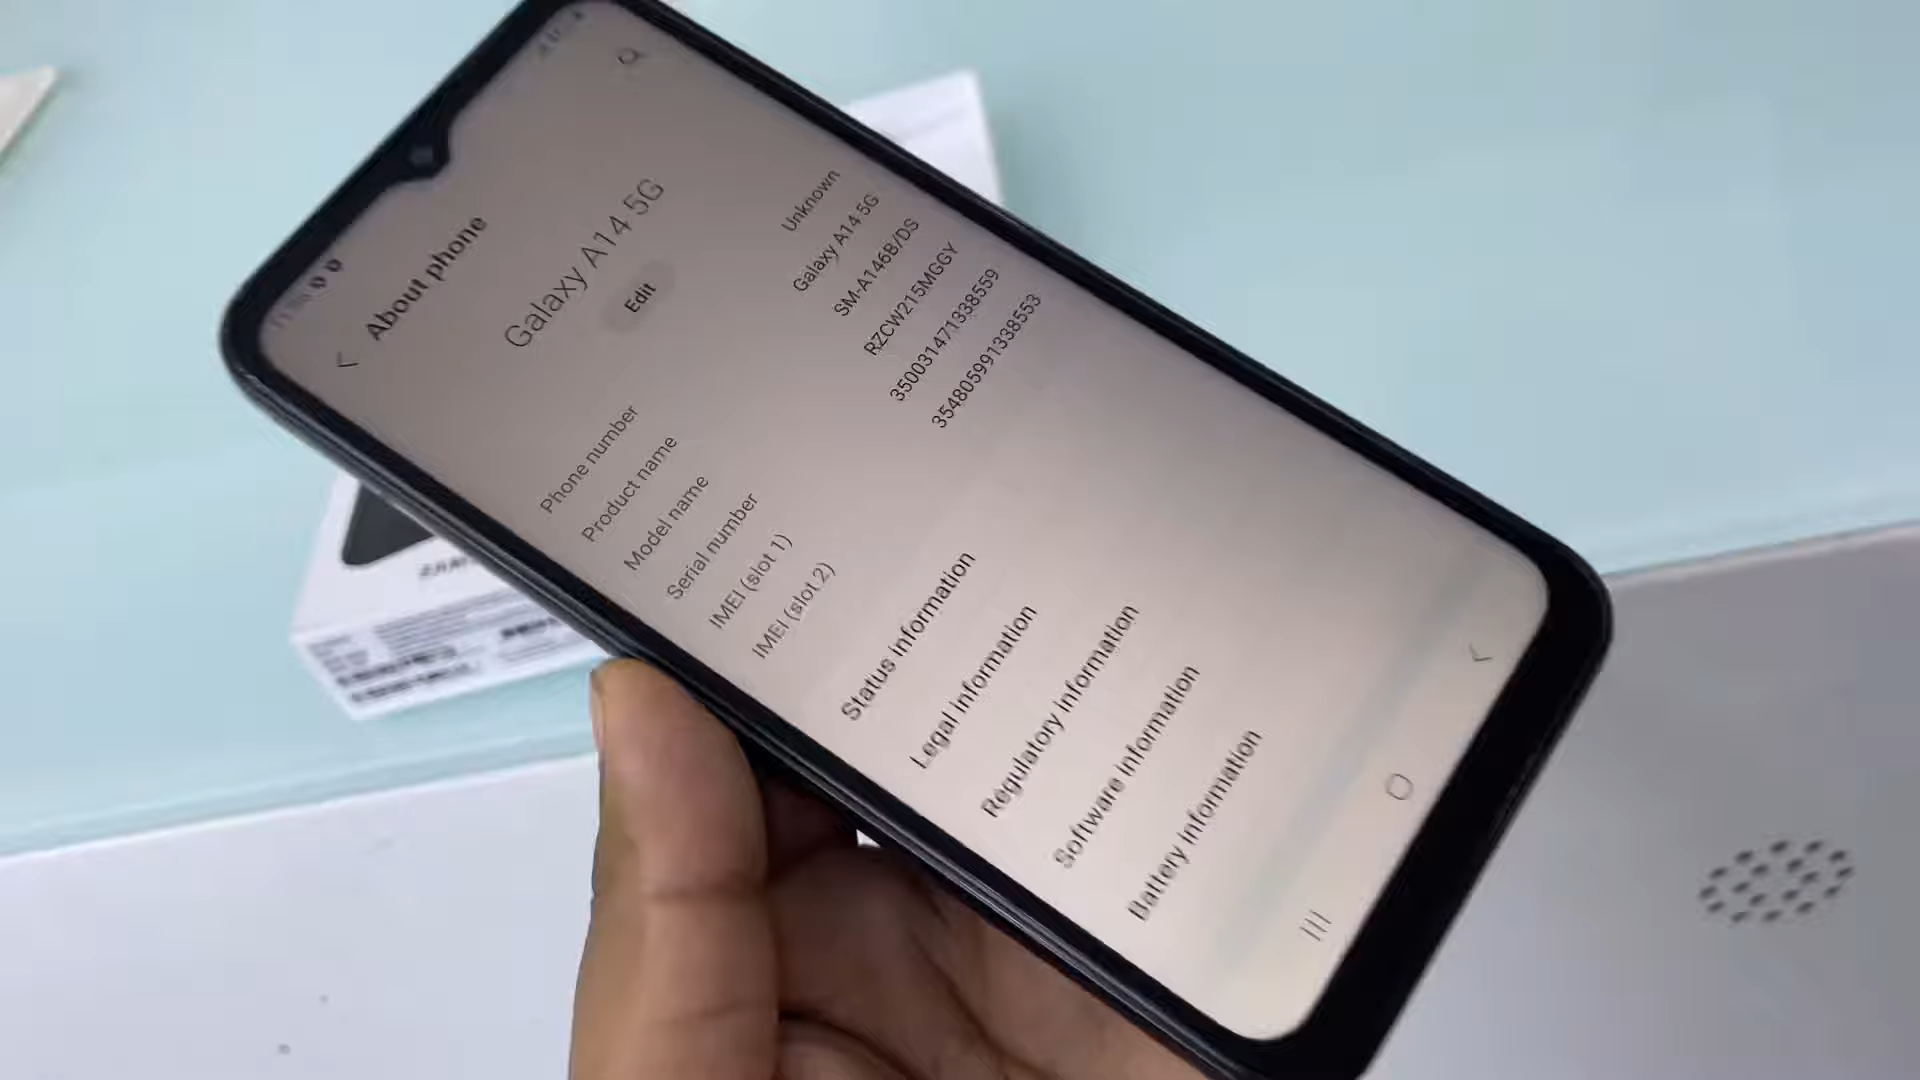 About phone
Galaxy A14 5G
Edit
Phone number Unknown
Product name Galaxy A14 5G
Model name SM-A146B/DS
Serial number RZCW215MGGY
IMEI (slot 1) 350031471338559
IMEI (slot 2) 354805991338553
Status information
Legal information
Regulatory information
Software information
Battery information